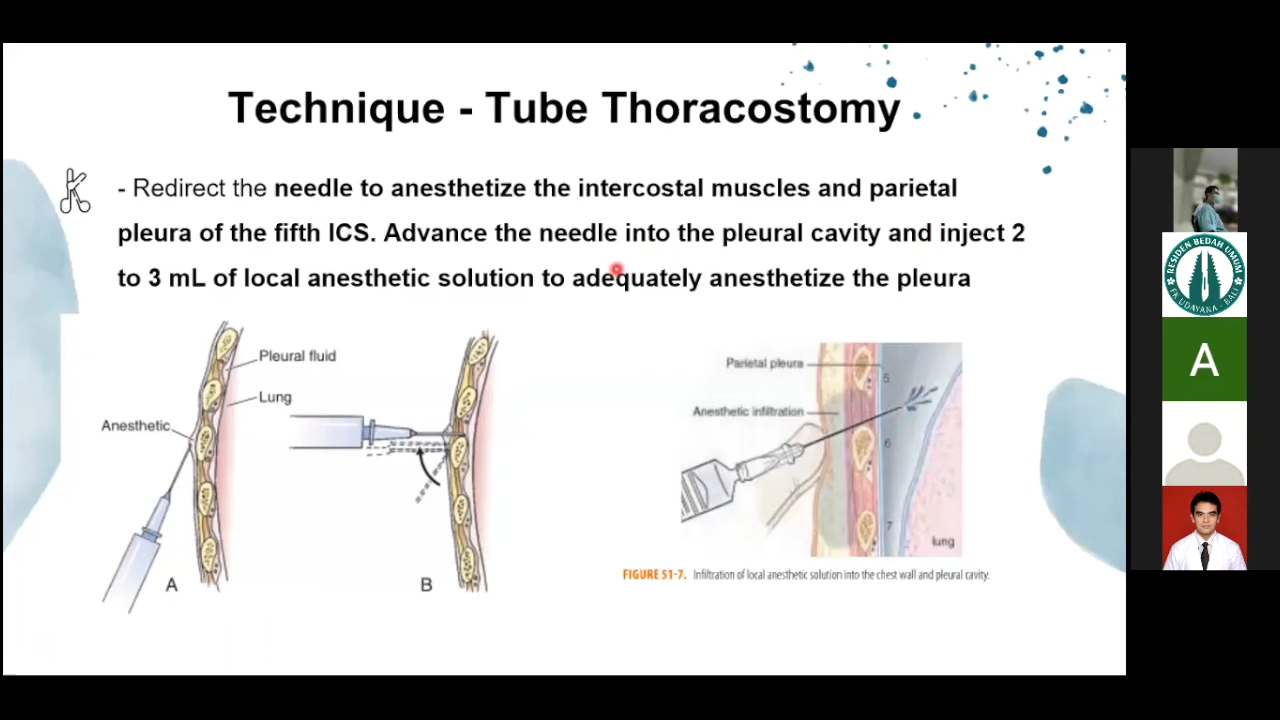 Technique - Tube Thoracostomy
- Redirect the needle to anesthetize the intercostal muscles and parietal
pleura of the fifth ICS. Advance the needle into the pleural cavity and inject 2
to 3 mL of local anesthetic solution to adequately anesthetize the pleura
Pleural fluid
Lung
Anesthetic
A
B
Parietal pleura
Anesthetic infiltration
5
6
7
lung
FIGURE 51-7. Infiltration of local anesthetic solution into the chest wall and pleural cavity.
RESIDEN BEDAH UMUM
FK UDAYANA - BALI
A